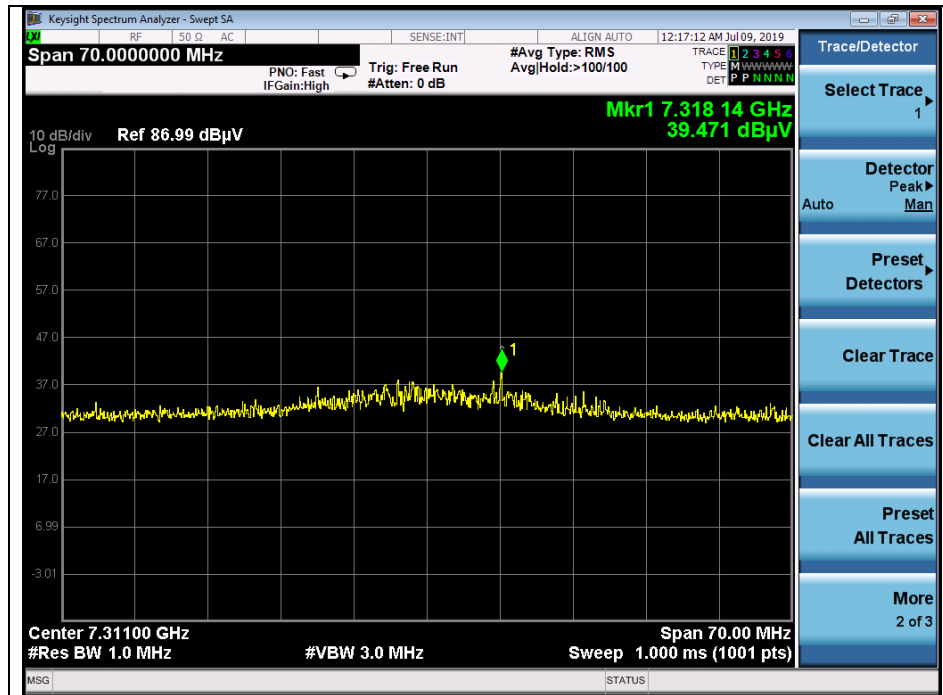 Keysight Spectrum Analyzer - Swept SA
LXI RF 50 Ω AC SENSE:INT ALIGN AUTO 12:17:12 AM Jul 09, 2019
Span 70.0000000 MHz
PNO: Fast
IFGain:High
Trig: Free Run
#Atten: 0 dB
#Avg Type: RMS
Avg|Hold:>100/100
TRACE 1 2 3 4 5 6
TYPE M WWWWW
DET P P N N N N
Mkr1 7.318 14 GHz
39.471 dBµV
10 dB/div Ref 86.99 dBµV
Log
77.0
67.0
57.0
47.0
37.0
27.0
17.0
6.99
-3.01
1
Center 7.31100 GHz Span 70.00 MHz
#Res BW 1.0 MHz #VBW 3.0 MHz Sweep 1.000 ms (1001 pts)
MSG STATUS
Trace/Detector
Select Trace
1
Detector
Peak
Auto Man
Preset
Detectors
Clear Trace
Clear All Traces
Preset
All Traces
More
2 of 3